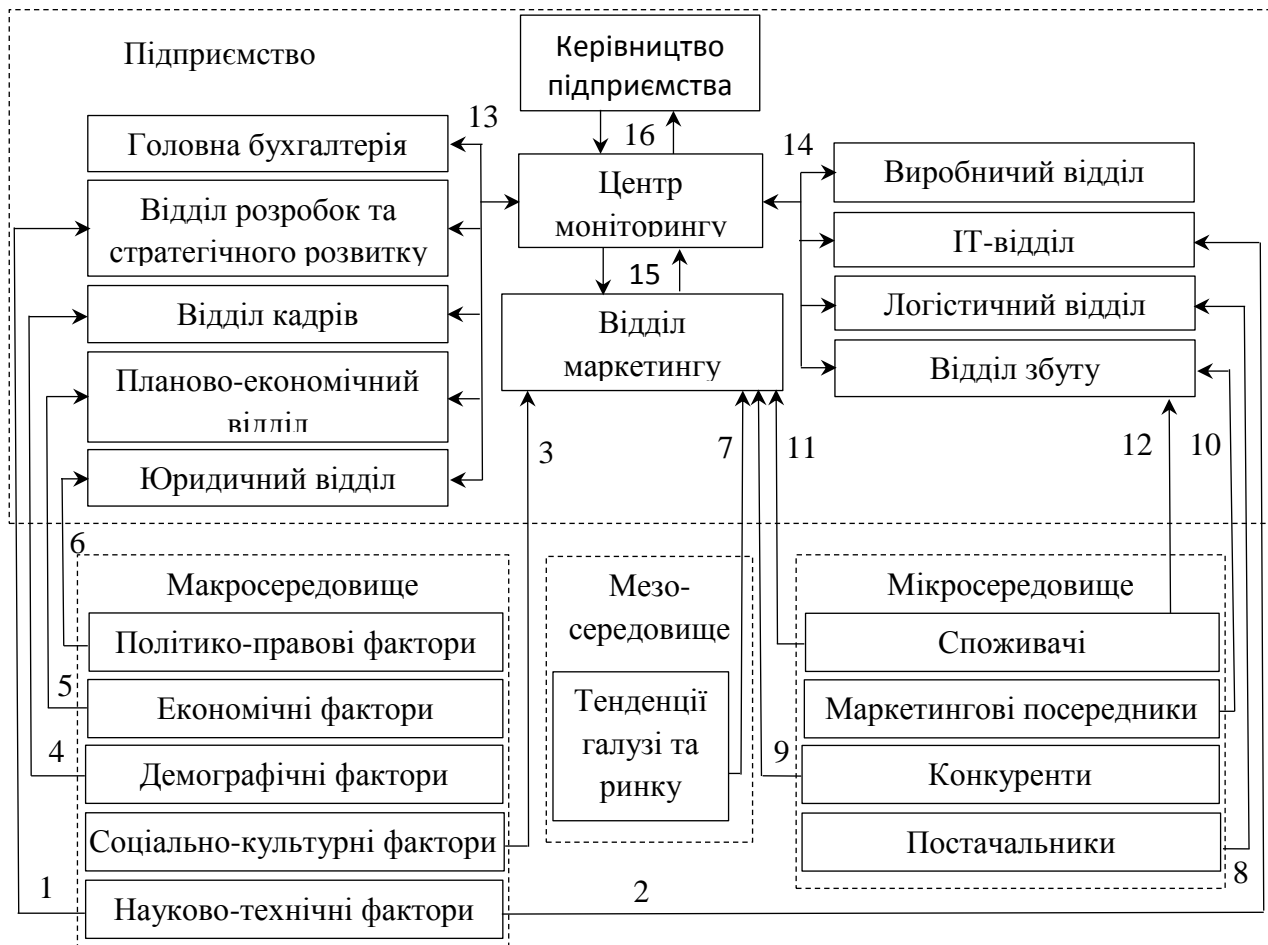 Підприємство
Керівництво
підприємства
13
16
14
Головна бухгалтерія
Відділ розробок та
стратегічного розвитку
Відділ кадрів
Планово-економічний
відділ
Юридичний відділ
Центр
моніторингу
15
Відділ
маркетингу
Виробничий відділ
ІТ-відділ
Логістичний відділ
Відділ збуту
3
7
11
12
10
6
Макросередовище
Політико-правові фактори
5
Економічні фактори
4
Демографічні фактори
Соціально-культурні фактори
1
Науково-технічні фактори
2
Мезо-
середовище
Тенденції
галузі та
ринку
9
Мікросередовище
Споживачі
Маркетингові посередники
Конкуренти
Постачальники
8